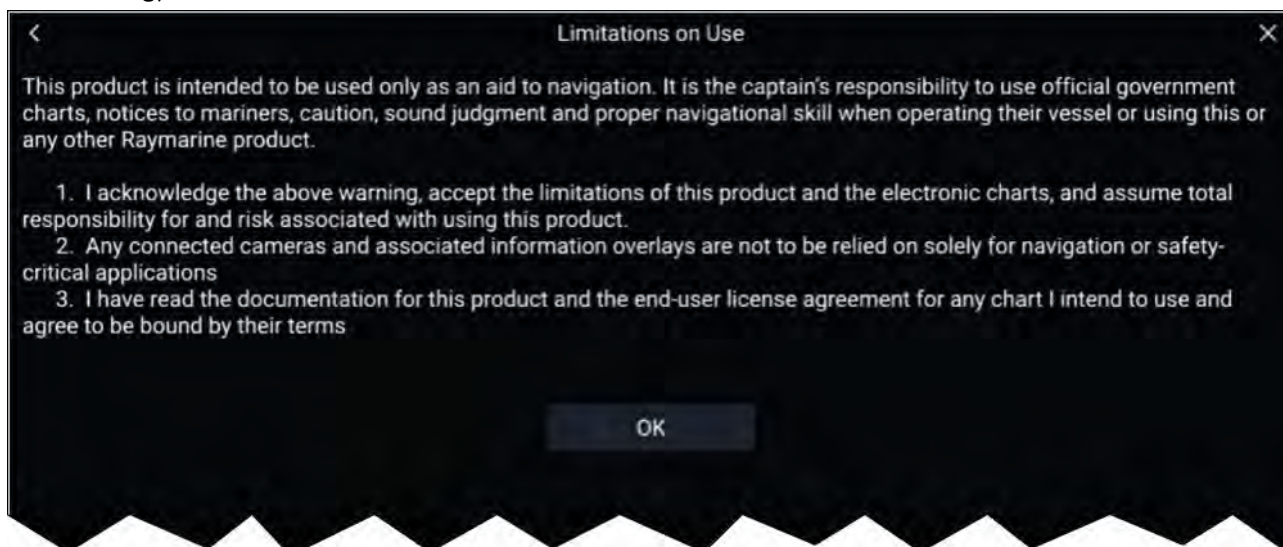 Limitations on Use
This product is intended to be used only as an aid to navigation. It is the captain's responsibility to use official government
charts, notices to mariners, caution, sound judgment and proper navigational skill when operating their vessel or using this or
any other Raymarine product.
1. I acknowledge the above warning, accept the limitations of this product and the electronic charts, and assume total
responsibility for and risk associated with using this product.
2. Any connected cameras and associated information overlays are not to be relied on solely for navigation or safety-
critical applications
3. I have read the documentation for this product and the end-user license agreement for any chart I intend to use and
agree to be bound by their terms
OK